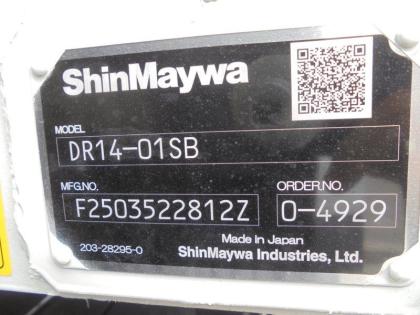 ShinMaywa
MODEL
DR14-01SB
MFG.NO. ORDER.NO.
F2503522812Z 0-4929
203-28295-0 Made in Japan
ShinMaywa Industries, Ltd.